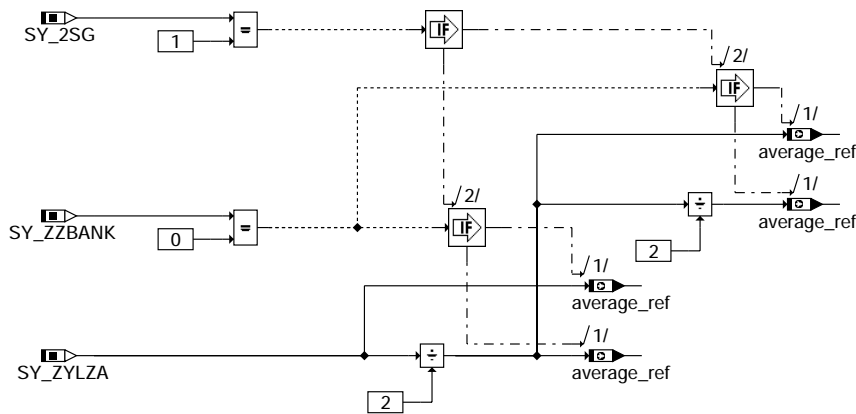 SY_2SG
1
=
IF
/2/
IF
/1/
average_ref
/1/
average_ref
÷
2
SY_ZZBANK
0
=
/2/
IF
/1/
average_ref
/1/
average_ref
SY_ZYLZA
÷
2